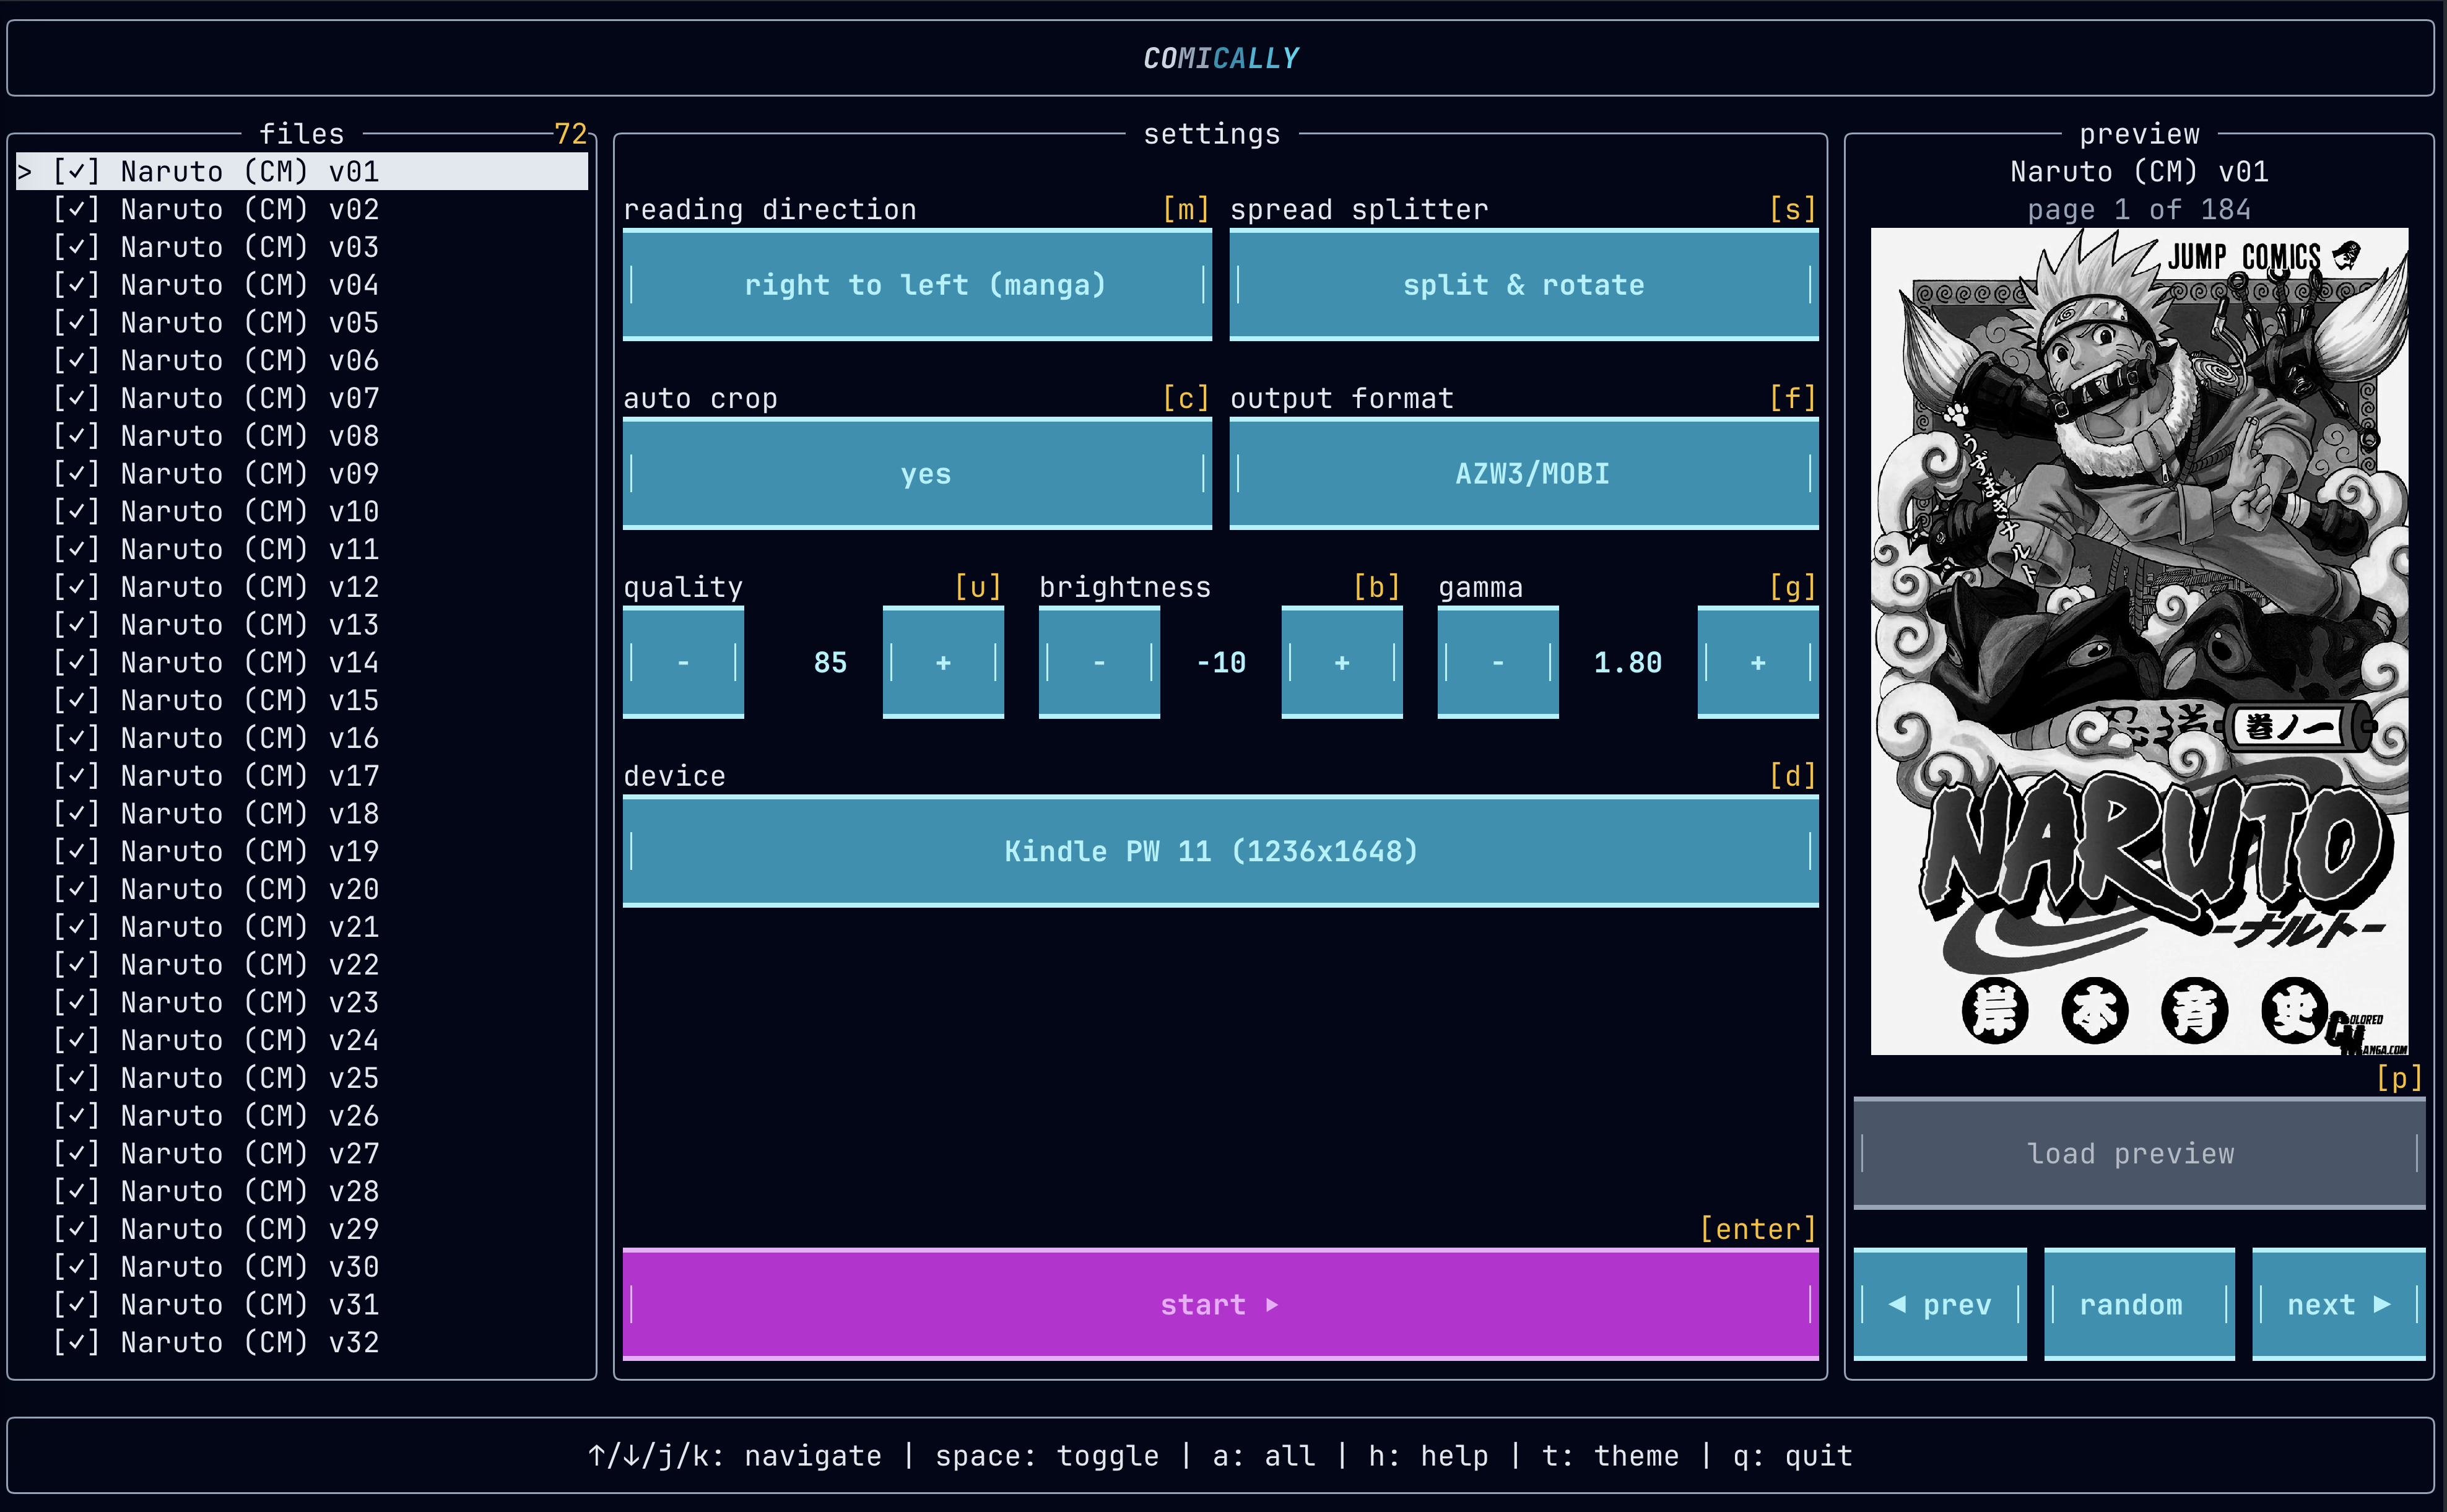 COMICALLY
files 72
> [✓] Naruto (CM) v01
[✓] Naruto (CM) v02
[✓] Naruto (CM) v03
[✓] Naruto (CM) v04
[✓] Naruto (CM) v05
[✓] Naruto (CM) v06
[✓] Naruto (CM) v07
[✓] Naruto (CM) v08
[✓] Naruto (CM) v09
[✓] Naruto (CM) v10
[✓] Naruto (CM) v11
[✓] Naruto (CM) v12
[✓] Naruto (CM) v13
[✓] Naruto (CM) v14
[✓] Naruto (CM) v15
[✓] Naruto (CM) v16
[✓] Naruto (CM) v17
[✓] Naruto (CM) v18
[✓] Naruto (CM) v19
[✓] Naruto (CM) v20
[✓] Naruto (CM) v21
[✓] Naruto (CM) v22
[✓] Naruto (CM) v23
[✓] Naruto (CM) v24
[✓] Naruto (CM) v25
[✓] Naruto (CM) v26
[✓] Naruto (CM) v27
[✓] Naruto (CM) v28
[✓] Naruto (CM) v29
[✓] Naruto (CM) v30
[✓] Naruto (CM) v31
[✓] Naruto (CM) v32
settings
reading direction [m] spread splitter [s]
right to left (manga) split & rotate
auto crop [c] output format [f]
yes AZW3/MOBI
quality [u] brightness [b] gamma [g]
- 85 + - -10 + - 1.80 +
device [d]
Kindle PW 11 (1236x1648)
[enter]
start ▶
preview
Naruto (CM) v01
page 1 of 184
JUMP COMICS
うずまきナルト
巻ノ一
NARUTO
-ナルト-
岸本斉史
COLORED
MANGA.COM
[p]
load preview
◀ prev random next ▶
↑/↓/j/k: navigate | space: toggle | a: all | h: help | t: theme | q: quit